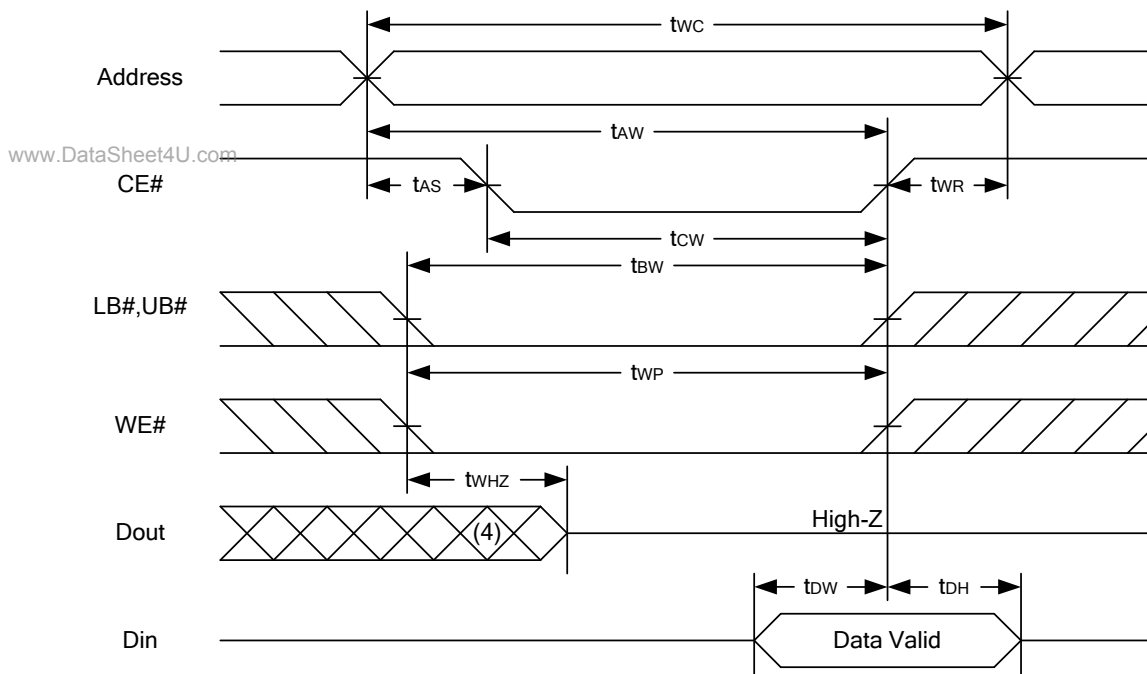 tWC
Address
tAW
www.DataSheet4U.com
CE#
tAS
tWR
tCW
tBW
LB#,UB#
tWP
WE#
tWHZ
Dout
(4)
High-Z
tDW
tDH
Din
Data Valid